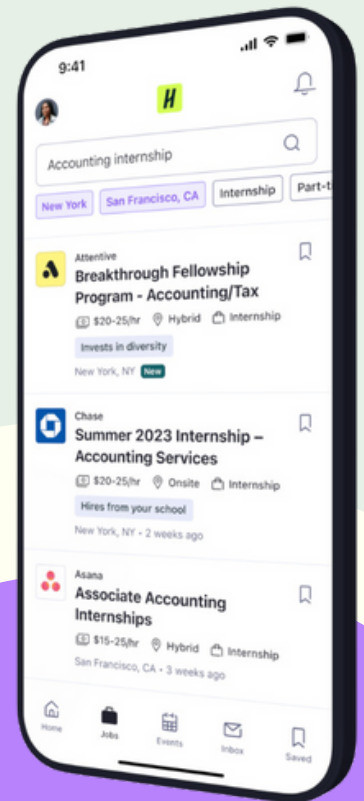 9:41
H
Accounting internship
New York San Francisco, CA Internship Part-t
Attentive
Breakthrough Fellowship
Program - Accounting/Tax
$20-25/hr Hybrid Internship
Invests in diversity
New York, NY New
Chase
Summer 2023 Internship –
Accounting Services
$20-25/hr Onsite Internship
Hires from your school
New York, NY • 2 weeks ago
Asana
Associate Accounting
Internships
$15-25/hr Hybrid Internship
San Francisco, CA • 3 weeks ago
Home Jobs Events Inbox Saved